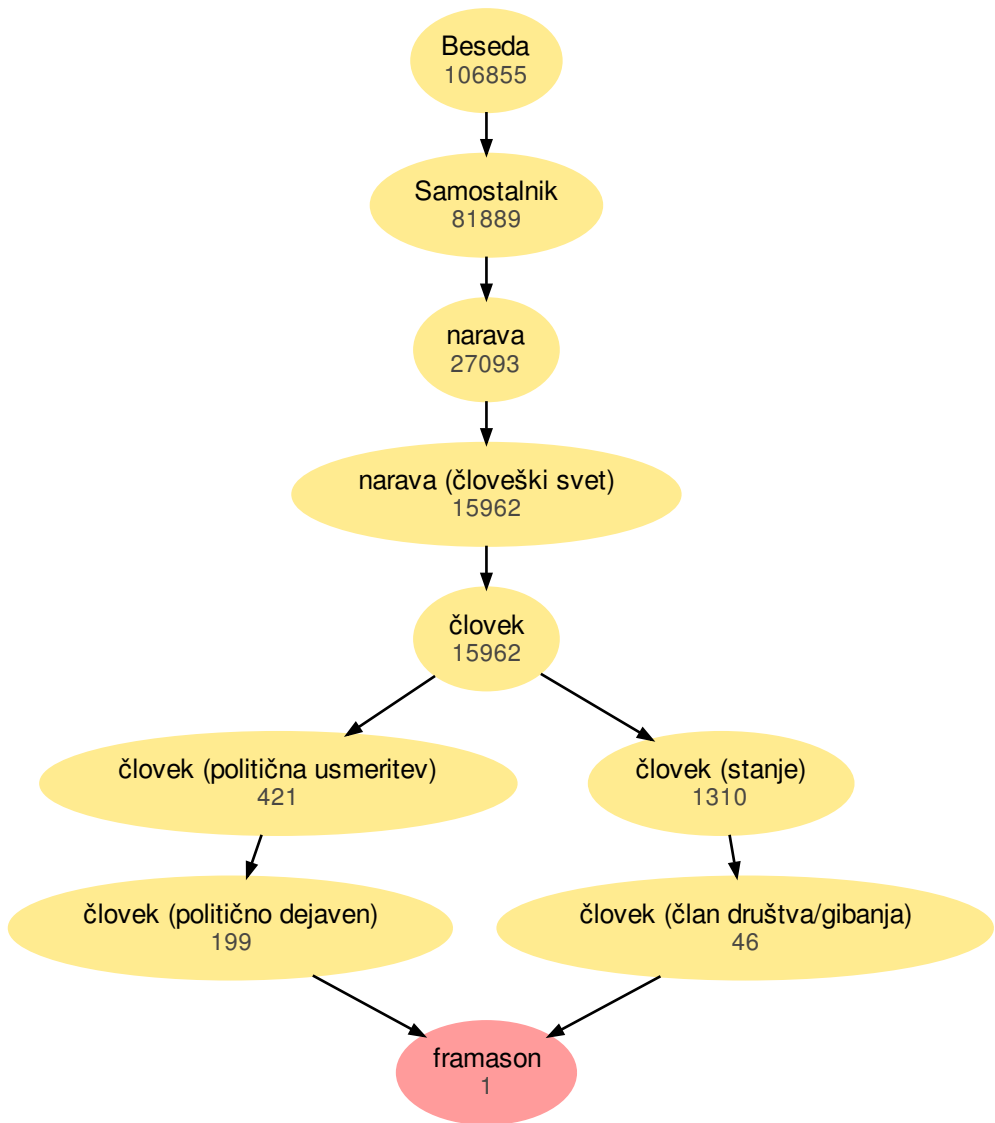 Beseda
106855
Samostalnik
81889
narava
27093
narava (človeški svet)
15962
človek
15962
človek (politična usmeritev)
421
človek (stanje)
1310
človek (politično dejaven)
199
človek (član društva/gibanja)
46
framason
1